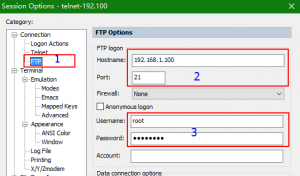 Session Options - telnet-192.100
Category:
Connection
Logon Actions
Telnet
FTP
Terminal
Emulation
Modes
Emacs
Mapped Keys
Advanced
Appearance
ANSI Color
Window
Log File
Printing
X/Y/Zmodem
1
FTP Options
FTP logon
Hostname: 192.168.1.100
Port: 21
2
Firewall: None
Anonymous logon
Username: root
3
Password:
Account:
Data connection options